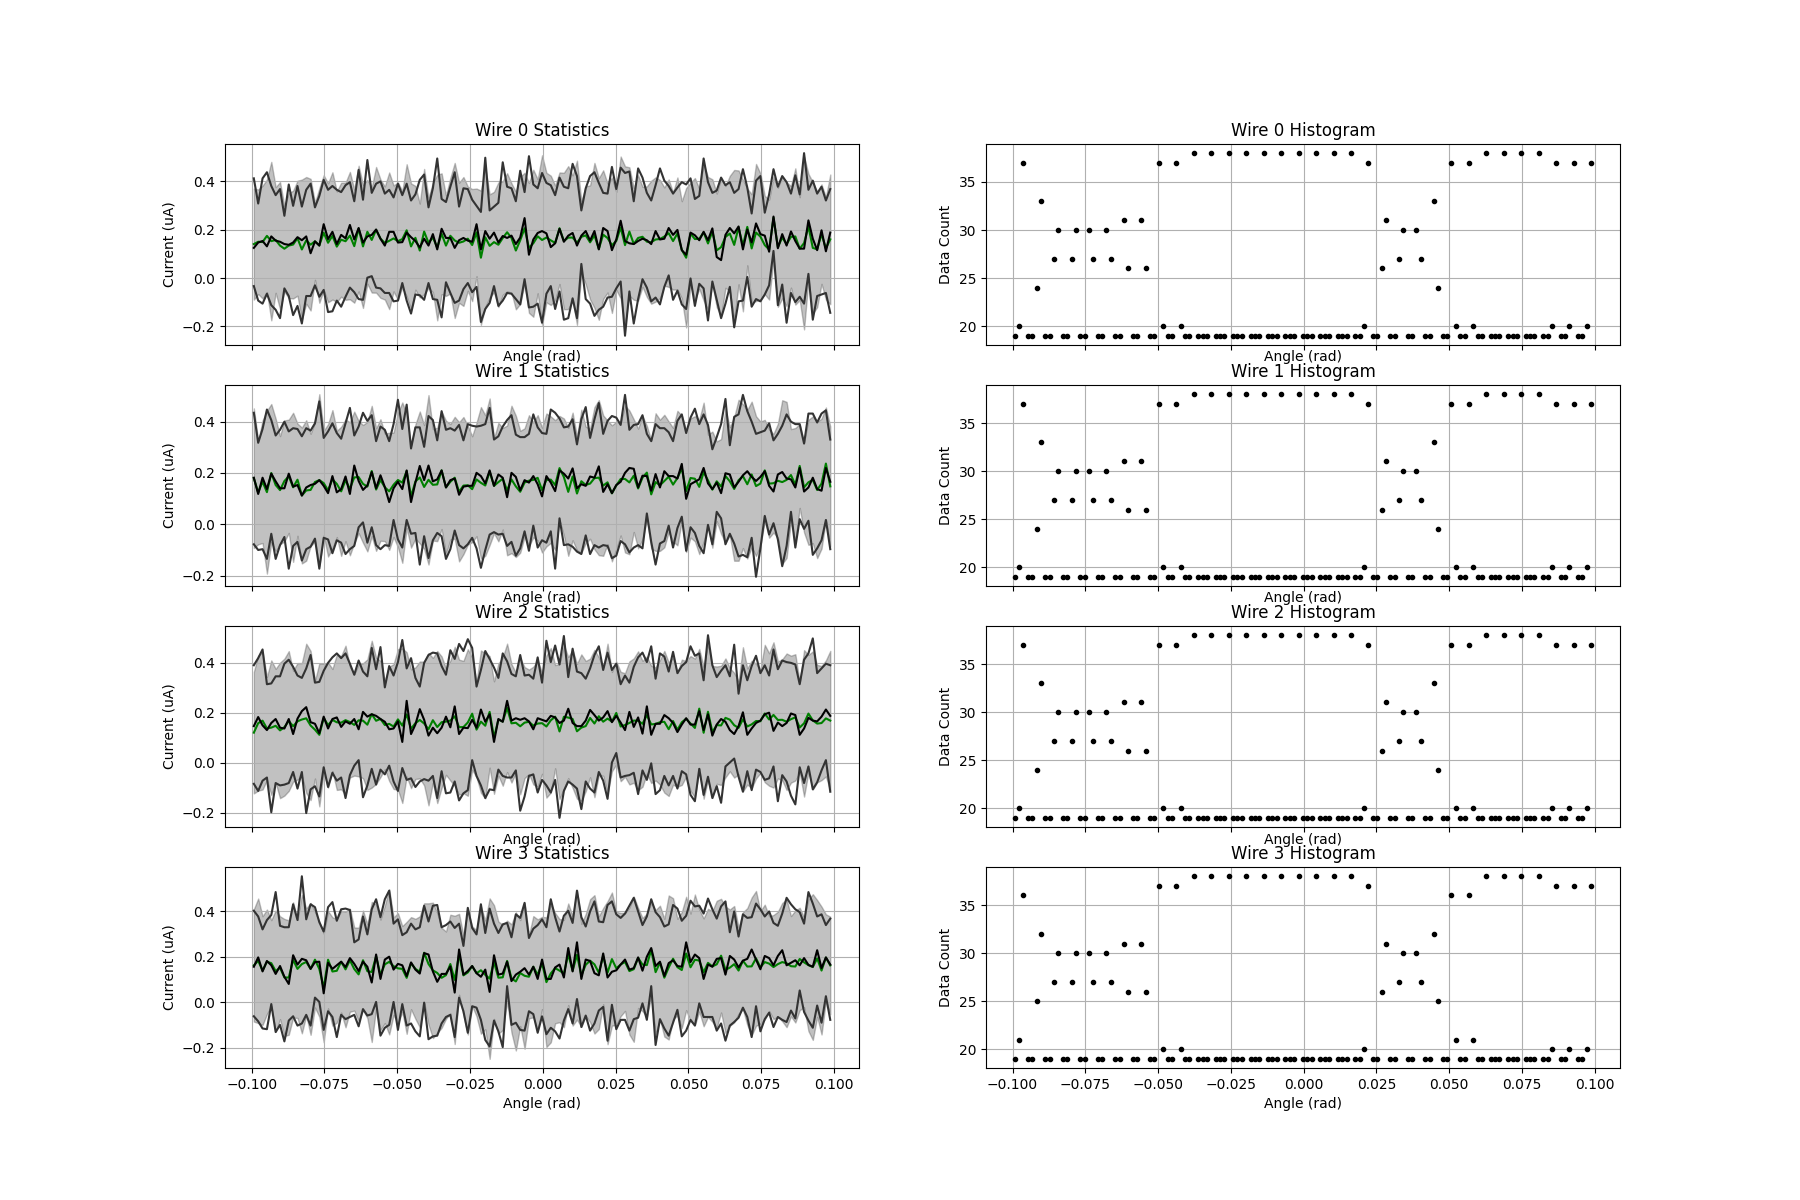 Wire 0 Statistics
Current (uA)
0.4
0.2
0.0
−0.2
Angle (rad)
Wire 0 Histogram
Data Count
35
30
25
20
Angle (rad)
Wire 1 Statistics
Current (uA)
0.4
0.2
0.0
−0.2
Angle (rad)
Wire 1 Histogram
Data Count
35
30
25
20
Angle (rad)
Wire 2 Statistics
Current (uA)
0.4
0.2
0.0
−0.2
Angle (rad)
Wire 2 Histogram
Data Count
35
30
25
20
Angle (rad)
Wire 3 Statistics
Current (uA)
0.4
0.2
0.0
−0.2
−0.100 −0.075 −0.050 −0.025 0.000 0.025 0.050 0.075 0.100
Angle (rad)
Wire 3 Histogram
Data Count
35
30
25
20
−0.100 −0.075 −0.050 −0.025 0.000 0.025 0.050 0.075 0.100
Angle (rad)